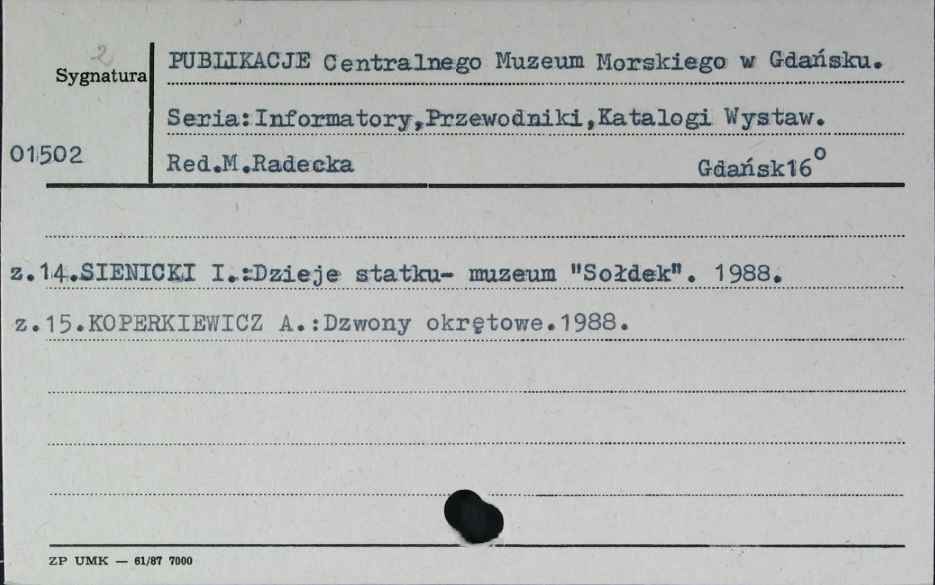 2
Sygnatura
PUBLIKACJE Centralnego Muzeum Morskiego w Gdańsku.
Seria:Informatory,Przewodniki,Katalogi Wystaw.
01502
Red.M.Radecka Gdańsk16°
z.14.SIENICKI I.:Dzieje statku- muzeum "Sołdek". 1988.
z.15.KOPERKIEWICZ A.:Dzwony okrętowe.1988.
ZP UMK — 61/87 7000